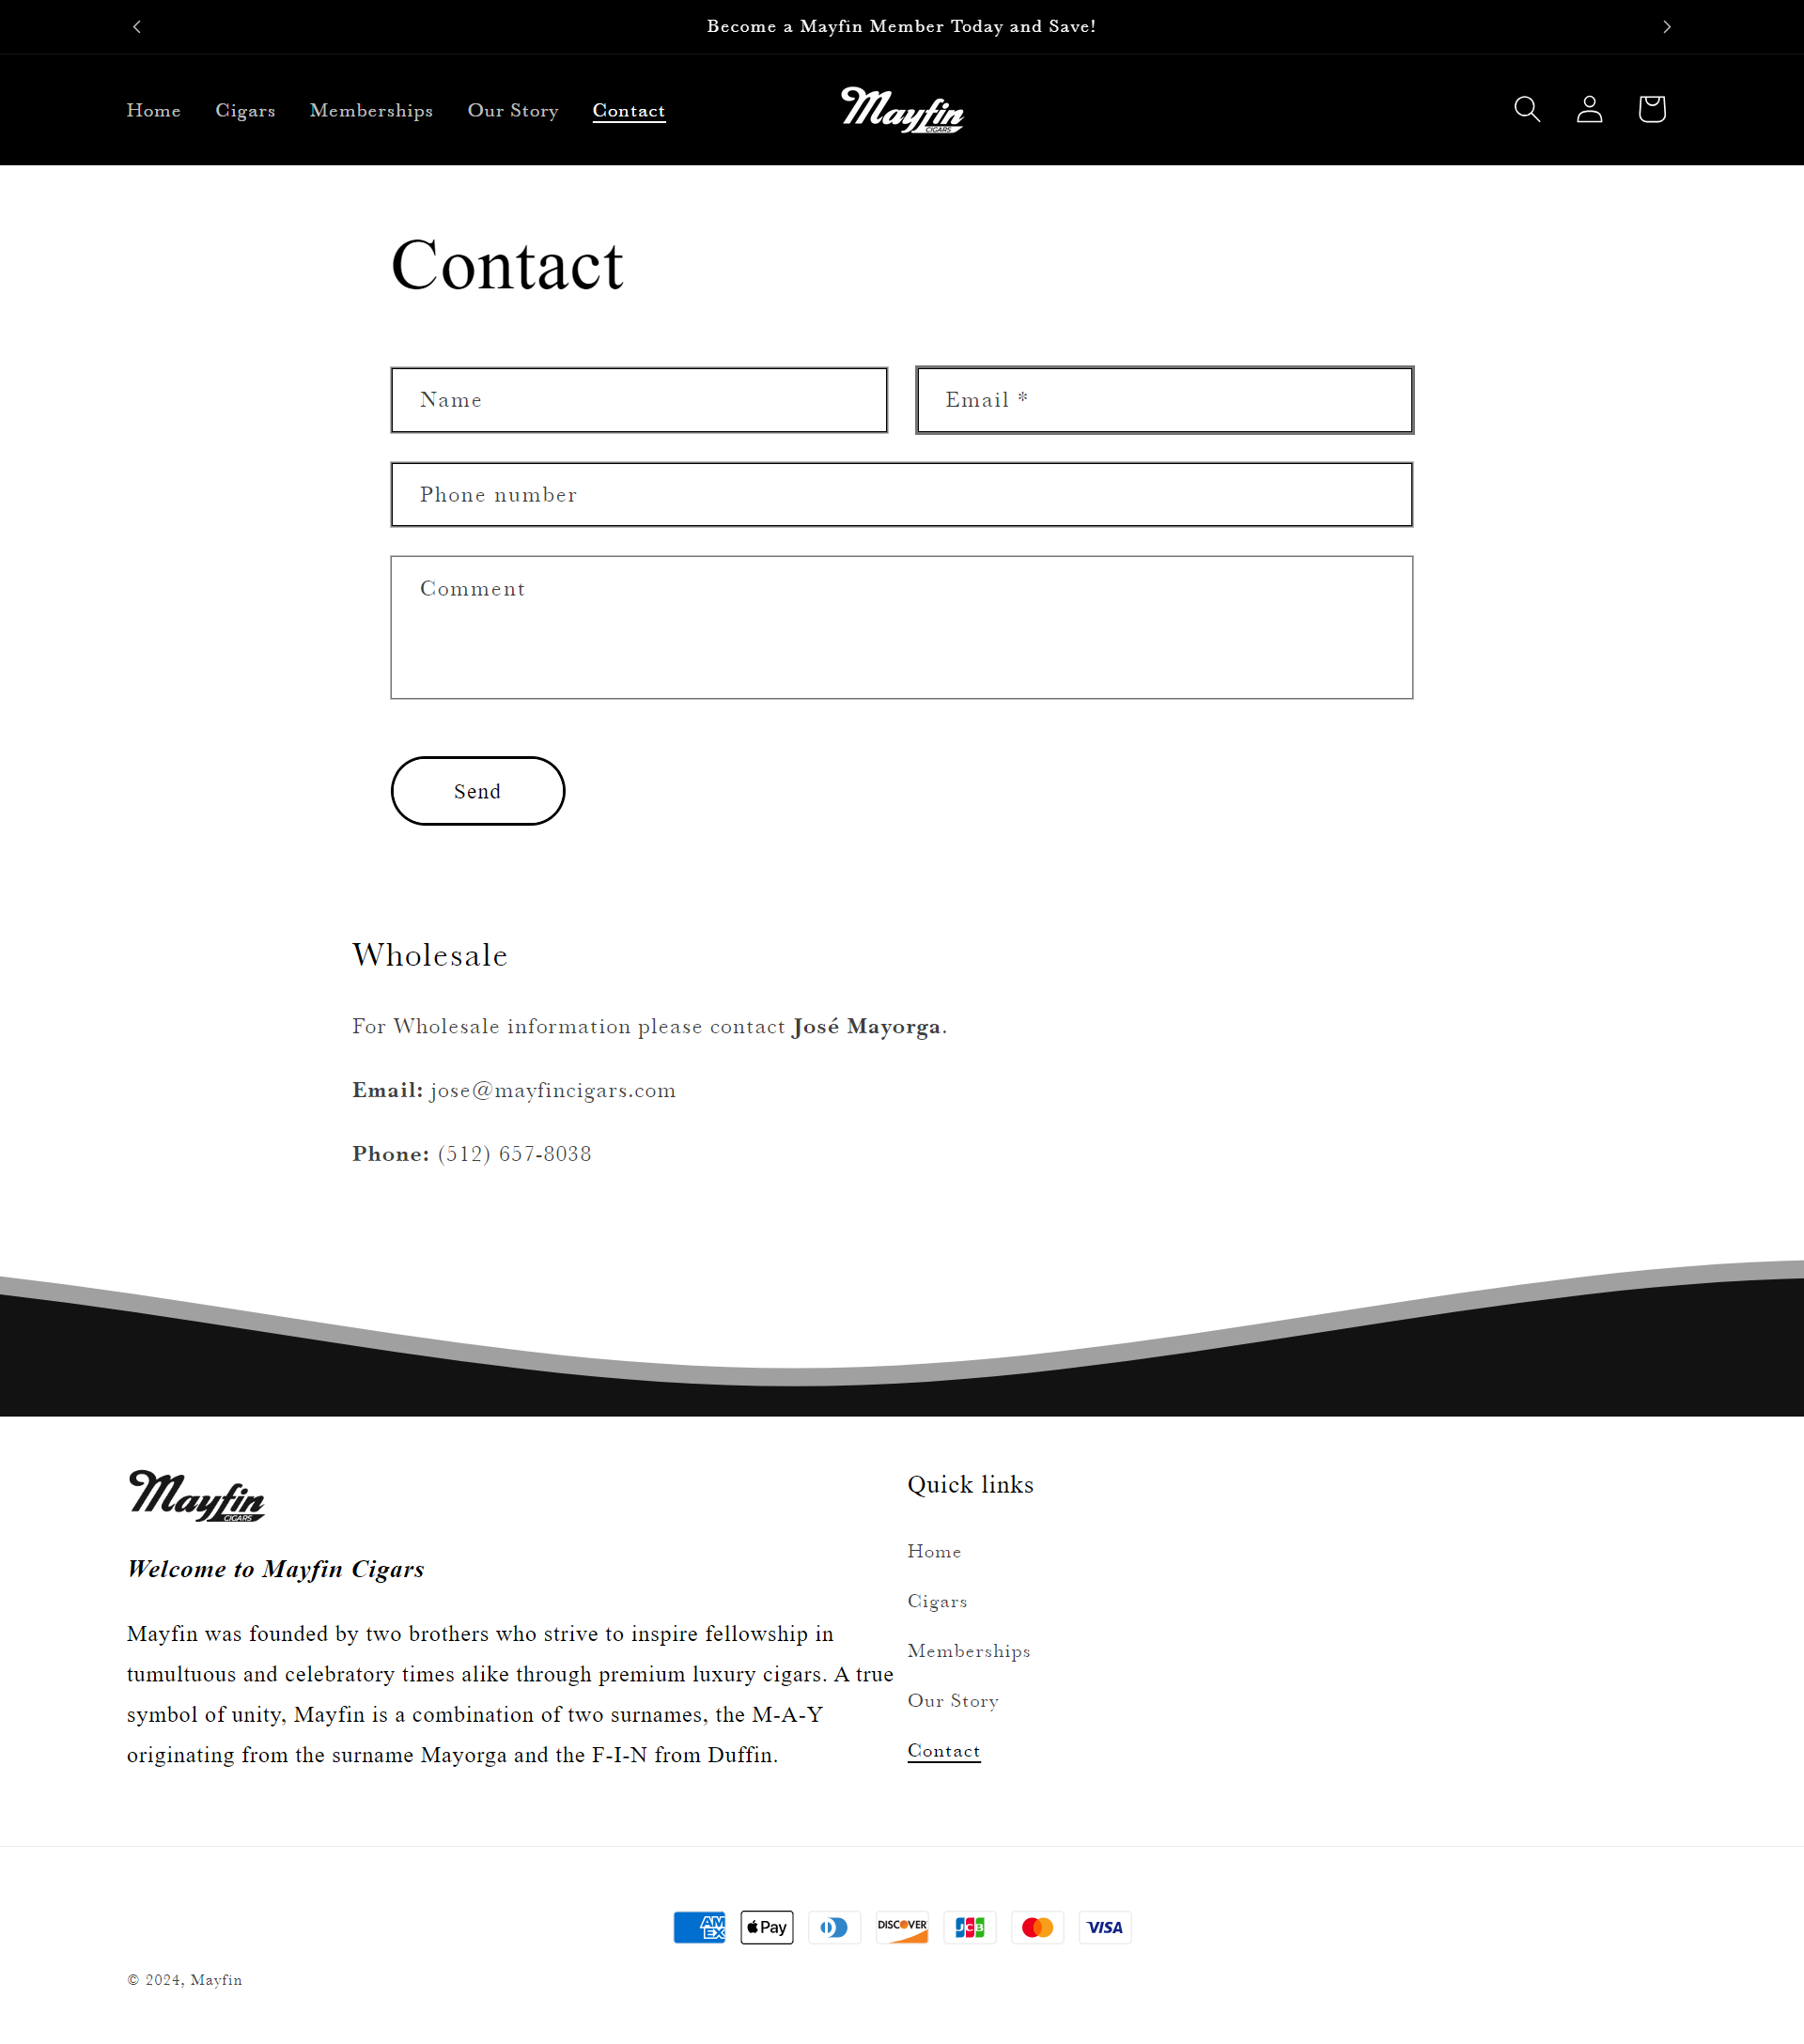 Become a Mayfin Member Today and Save!
Home
Cigars
Memberships
Our Story
Contact
Mayfin
CIGARS
Contact
Name
Email *
Phone number
Comment
Send
Wholesale
For Wholesale information please contact José Mayorga.
Email: jose@mayfincigars.com
Phone: (512) 657-8038
Mayfin
CIGARS
Welcome to Mayfin Cigars
Mayfin was founded by two brothers who strive to inspire fellowship in
tumultuous and celebratory times alike through premium luxury cigars. A true
symbol of unity, Mayfin is a combination of two surnames, the M-A-Y
originating from the surname Mayorga and the F-I-N from Duffin.
Quick links
Home
Cigars
Memberships
Our Story
Contact
AM
EX
Pay
DISCOVER
JCB
VISA
© 2024, Mayfin